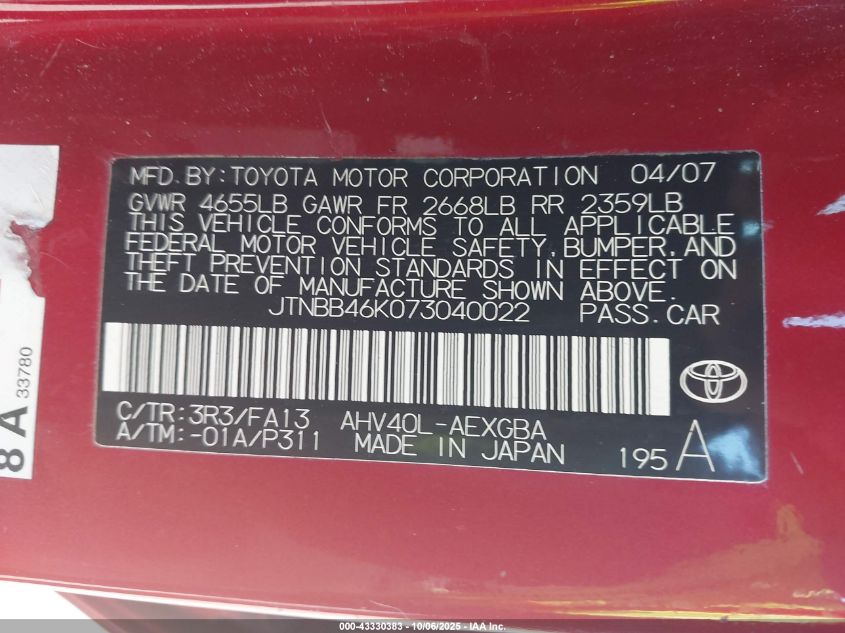 MFD. BY: TOYOTA MOTOR CORPORATION 04/07
GVWR 4655LB GAWR FR 2668LB RR 2359LB
THIS VEHICLE CONFORMS TO ALL APPLICABLE
FEDERAL MOTOR VEHICLE SAFETY, BUMPER, AND
THEFT PREVENTION STANDARDS IN EFFECT ON
THE DATE OF MANUFACTURE SHOWN ABOVE.
JTNBB46K073040022 PASS. CAR
C/TR: 3R3/FA13 AHV40L-AEXGBA
A/TM: -01A/P311 MADE IN JAPAN 195 A
8A 33780
000-43330383 - 10/06/2025 - IAA Inc.